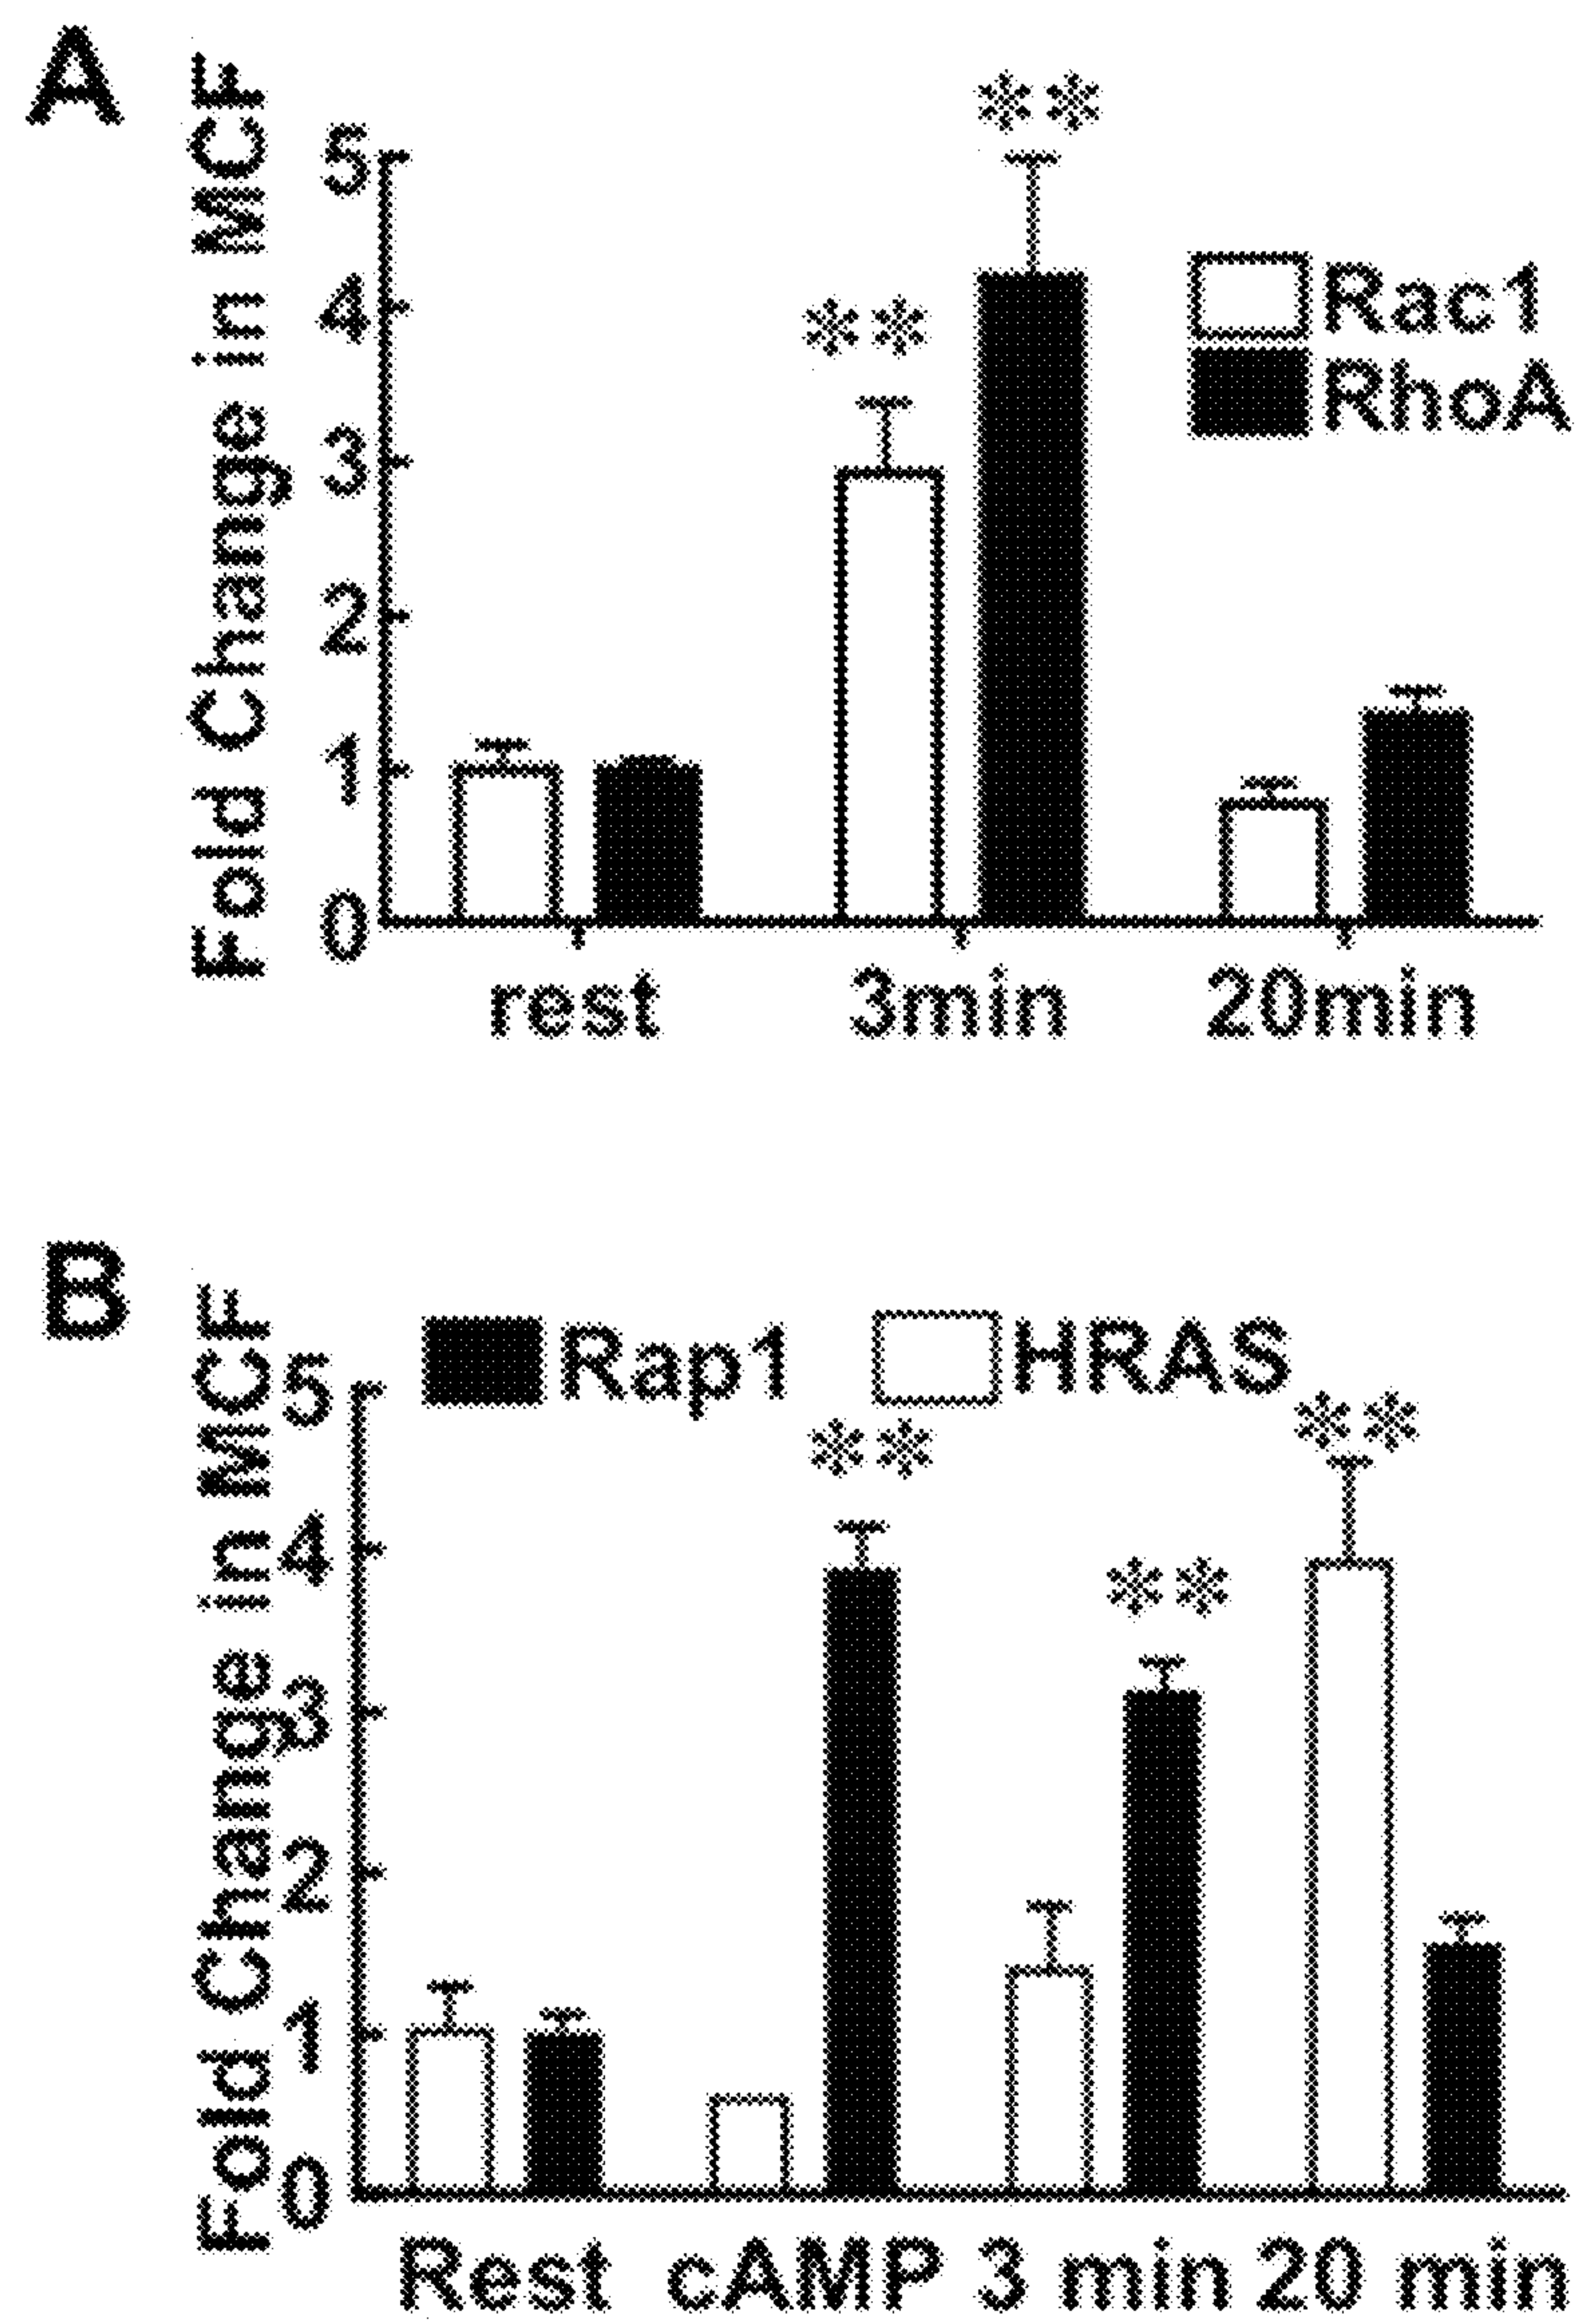 A
Fold Change in MCF
5
4
3
2
1
0
**
**
Rac1
RhoA
rest 3min 20min
B
Fold Change in MCF
5
4
3
2
1
0
Rap1 HRAS
**
**
**
Rest cAMP 3 min 20 min